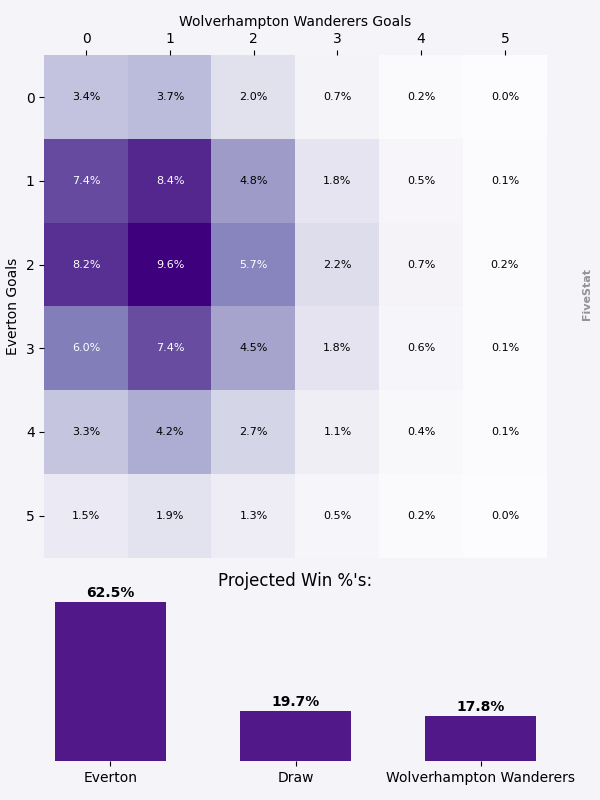 Wolverhampton Wanderers Goals
0 1 2 3 4 5
0 3.4% 3.7% 2.0% 0.7% 0.2% 0.0%
1 7.4% 8.4% 4.8% 1.8% 0.5% 0.1%
2 8.2% 9.6% 5.7% 2.2% 0.7% 0.2%
3 6.0% 7.4% 4.5% 1.8% 0.6% 0.1%
4 3.3% 4.2% 2.7% 1.1% 0.4% 0.1%
5 1.5% 1.9% 1.3% 0.5% 0.2% 0.0%
Everton Goals
FiveStat
Projected Win %'s:
62.5% 19.7% 17.8%
Everton Draw Wolverhampton Wanderers